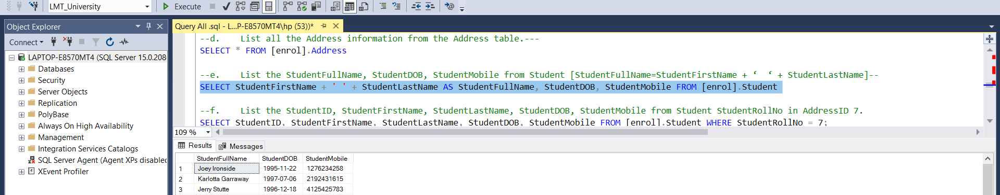 LMT_University
Execute
Object Explorer
Query All .sql - L...P-E8570MT4\hp (53))*
Connect
LAPTOP-E8570MT4 (SQL Server 15.0.208
Databases
Security
Server Objects
Replication
PolyBase
Always On High Availability
Management
Integration Services Catalogs
SQL Server Agent (Agent XPs disabled
XEvent Profiler
--d. List all the Address information from the Address table.---
SELECT * FROM [enrol].Address
--e. List the StudentFullName, StudentDOB, StudentMobile from Student [StudentFullName=StudentFirstName + ‘ ‘ + StudentLastName]--
SELECT StudentFirstName + ' ' + StudentLastName AS StudentFullName, StudentDOB, StudentMobile FROM [enrol].Student
--f. List the StudentID, StudentFirstName, StudentLastName, StudentDOB, StudentMobile from Student StudentRollNo in AddressID 7.
SELECT StudentID, StudentFirstName, StudentLastName, StudentDOB, StudentMobile FROM [enrol].Student WHERE StudentRollNo = 7;
109 %
Results Messages
StudentFullName StudentDOB StudentMobile
1 Joey Ironside 1995-11-22 1276234258
2 Karlotta Garraway 1997-07-06 2192431615
3 Jerry Stutte 1996-12-18 4125425783